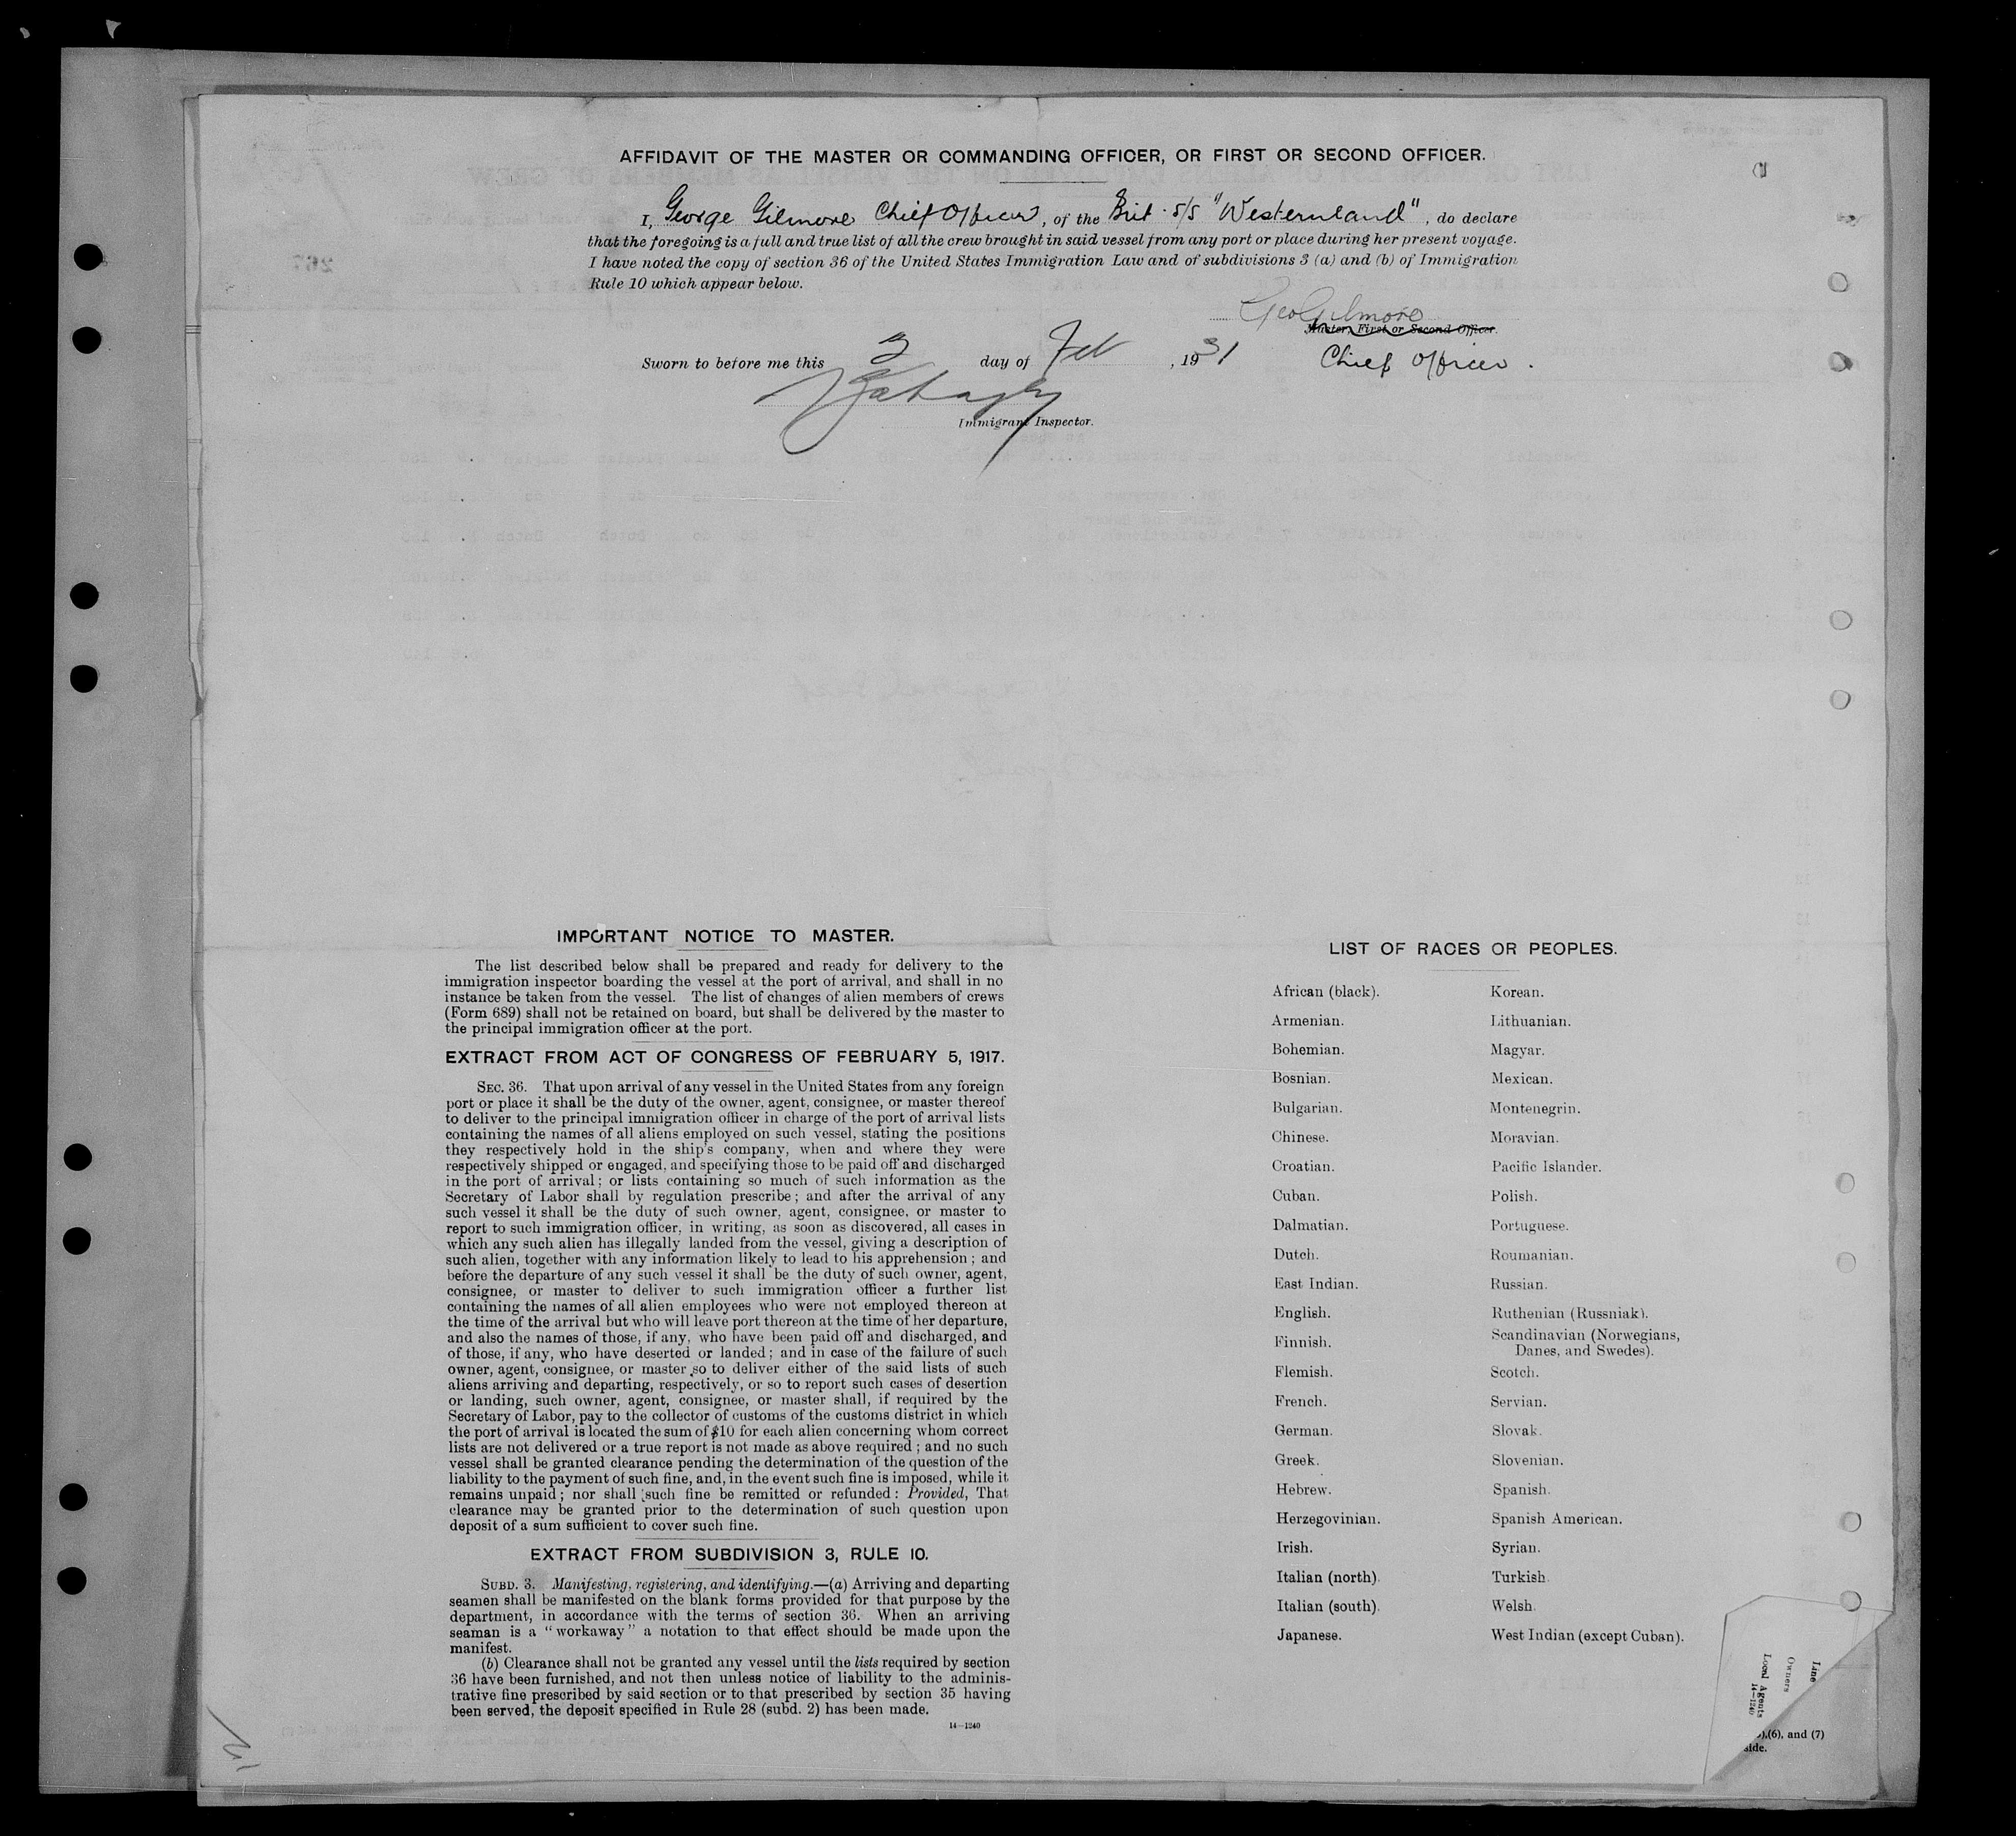 AFFIDAVIT OF THE MASTER OR COMMANDING OFFICER, OR FIRST OR SECOND OFFICER.
I, George Gilmore Chief Officer, of the Brit. S/S "Westernland", do declare
that the foregoing is a full and true list of all the crew brought in said vessel from any port or place during her present voyage.
I have noted the copy of section 36 of the United States Immigration Law and of subdivisions 3 (a) and (b) of Immigration
Rule 10 which appear below.
Geo Gilmore
Master, First or Second Officer.
Sworn to before me this 3 day of Feb, 1931
Chief Officer.
Immigrant Inspector.
IMPORTANT NOTICE TO MASTER.
The list described below shall be prepared and ready for delivery to the
immigration inspector boarding the vessel at the port of arrival, and shall in no
instance be taken from the vessel. The list of changes of alien members of crews
(Form 689) shall not be retained on board, but shall be delivered by the master to
the principal immigration officer at the port.
EXTRACT FROM ACT OF CONGRESS OF FEBRUARY 5, 1917.
SEC. 36. That upon arrival of any vessel in the United States from any foreign
port or place it shall be the duty of the owner, agent, consignee, or master thereof
to deliver to the principal immigration officer in charge of the port of arrival lists
containing the names of all aliens employed on such vessel, stating the positions
they respectively hold in the ship's company, when and where they were
respectively shipped or engaged, and specifying those to be paid off and discharged
in the port of arrival; or lists containing so much of such information as the
Secretary of Labor shall by regulation prescribe; and after the arrival of any
such vessel it shall be the duty of such owner, agent, consignee, or master to
report to such immigration officer, in writing, as soon as discovered, all cases in
which any such alien has illegally landed from the vessel, giving a description of
such alien, together with any information likely to lead to his apprehension; and
before the departure of any such vessel it shall be the duty of such owner, agent,
consignee, or master to deliver to such immigration officer a further list
containing the names of all alien employees who were not employed thereon at
the time of the arrival but who will leave port thereon at the time of her departure,
and also the names of those, if any, who have been paid off and discharged, and
of those, if any, who have deserted or landed; and in case of the failure of such
owner, agent, consignee, or master so to deliver either of the said lists of such
aliens arriving and departing, respectively, or so to report such cases of desertion
or landing, such owner, agent, consignee, or master shall, if required by the
Secretary of Labor, pay to the collector of customs of the customs district in which
the port of arrival is located the sum of $10 for each alien concerning whom correct
lists are not delivered or a true report is not made as above required; and no such
vessel shall be granted clearance pending the determination of the question of the
liability to the payment of such fine, and, in the event such fine is imposed, while it
remains unpaid; nor shall such fine be remitted or refunded: Provided, That
clearance may be granted prior to the determination of such question upon
deposit of a sum sufficient to cover such fine.
EXTRACT FROM SUBDIVISION 3, RULE 10.
SUBD. 3. Manifesting, registering, and identifying.—(a) Arriving and departing
seamen shall be manifested on the blank forms provided for that purpose by the
department, in accordance with the terms of section 36. When an arriving
seaman is a "workaway" a notation to that effect should be made upon the
manifest.
(b) Clearance shall not be granted any vessel until the lists required by section
36 have been furnished, and not then unless notice of liability to the adminis-
trative fine prescribed by said section or to that prescribed by section 35 having
been served, the deposit specified in Rule 28 (subd. 2) has been made.
14—1240
LIST OF RACES OR PEOPLES.
African (black).
Armenian.
Bohemian.
Bosnian.
Bulgarian.
Chinese.
Croatian.
Cuban.
Dalmatian.
Dutch.
East Indian.
English.
Finnish.
Flemish.
French.
German.
Greek.
Hebrew.
Herzegovinian.
Irish.
Italian (north).
Italian (south).
Japanese.
Korean.
Lithuanian.
Magyar.
Mexican.
Montenegrin.
Moravian.
Pacific Islander.
Polish.
Portuguese.
Roumanian.
Russian.
Ruthenian (Russniak).
Scandinavian (Norwegians,
Danes, and Swedes).
Scotch.
Servian.
Slovak.
Slovenian.
Spanish.
Spanish American.
Syrian.
Turkish.
Welsh.
West Indian (except Cuban).
Line
Owners
Local Agents
14—1240
(6), and (7)
side.